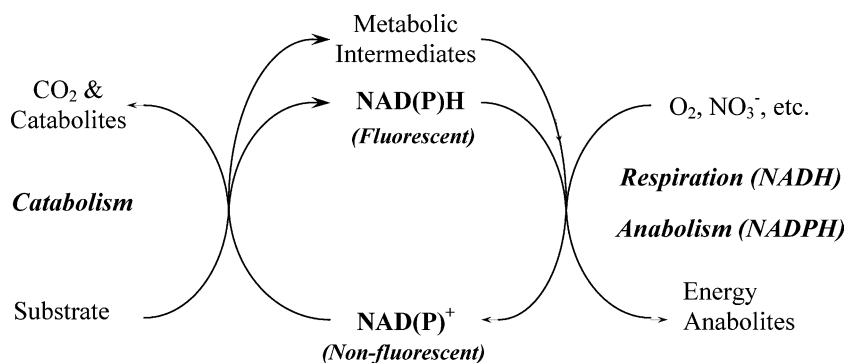 Metabolic
Intermediates
CO₂ &
Catabolites
NAD(P)H
(Fluorescent)
O₂, NO₃⁻, etc.
Catabolism
Respiration (NADH)
Anabolism (NADPH)
Substrate
NAD(P)⁺
(Non-fluorescent)
Energy
Anabolites